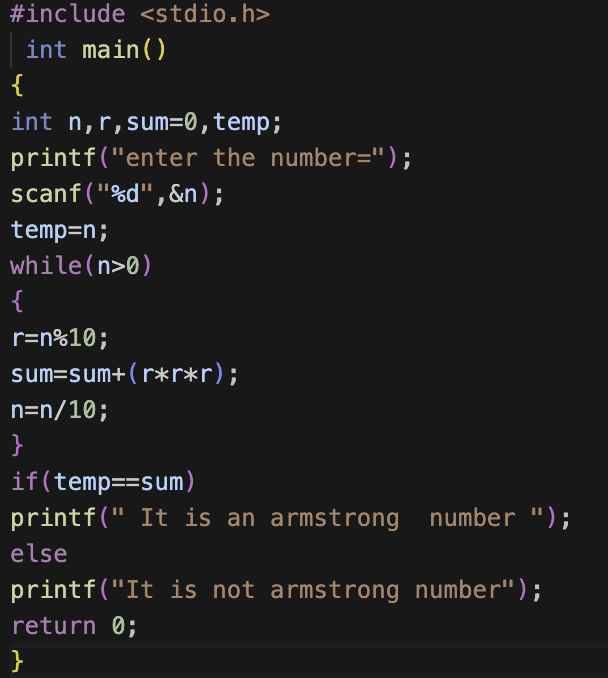 #include <stdio.h>
 int main()
{
int n,r,sum=0,temp;
printf("enter the number=");
scanf("%d",&n);
temp=n;
while(n>0)
{
r=n%10;
sum=sum+(r*r*r);
n=n/10;
}
if(temp==sum)
printf(" It is an armstrong  number ");
else
printf("It is not armstrong number");
return 0;
}